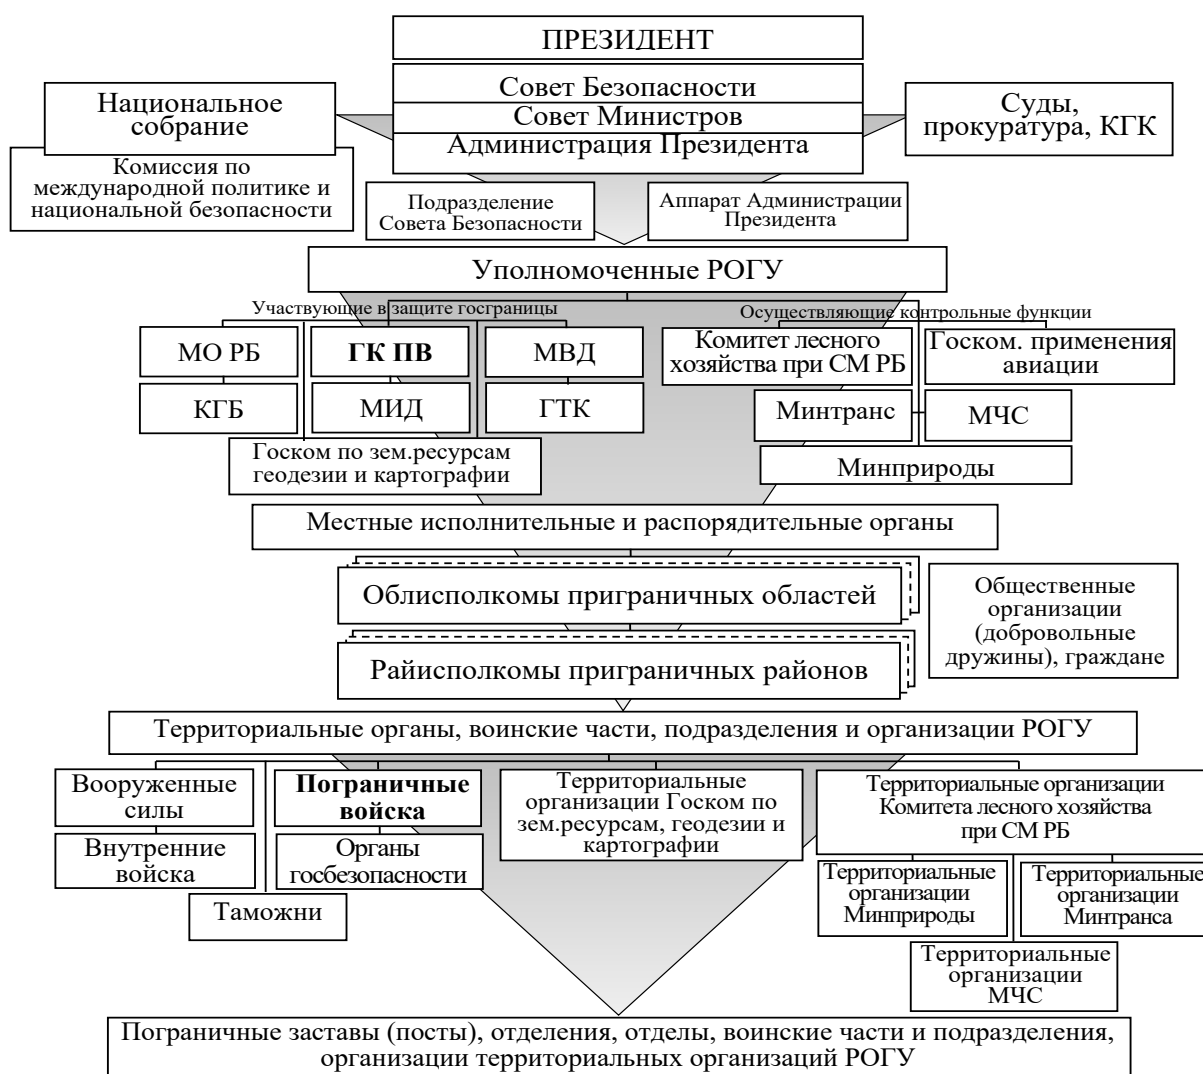 ПРЕЗИДЕНТ
Совет Безопасности
Совет Министров
Администрация Президента
Национальное
собрание
Комиссия по
международной политике и
национальной безопасности
Суды,
прокуратура, КГК
Подразделение
Совета Безопасности
Аппарат Администрации
Президента
Уполномоченные РОГУ
Участвующие в защите госграницы
МО РБ
ГК ПВ
МВД
КГБ
МИД
ГТК
Госком по зем.ресурсам
геодезии и картографии
Осуществляющие контрольные функции
Комитет лесного
хозяйства при СМ РБ
Госком. применения
авиации
Минтранс
МЧС
Минприроды
Местные исполнительные и распорядительные органы
Облисполкомы приграничных областей
Райисполкомы приграничных районов
Общественные
организации
(добровольные
дружины), граждане
Территориальные органы, воинские части, подразделения и организации РОГУ
Вооруженные
силы
Пограничные
войска
Внутренние
войска
Органы
госбезопасности
Таможни
Территориальные
организации Госком по
зем.ресурсам, геодезии и
картографии
Территориальные организации
Комитета лесного хозяйства
при СМ РБ
Территориальные
организации
Минприроды
Территориальные
организации
Минтранса
Территориальные
организации
МЧС
Пограничные заставы (посты), отделения, отделы, воинские части и подразделения,
организации территориальных организаций РОГУ